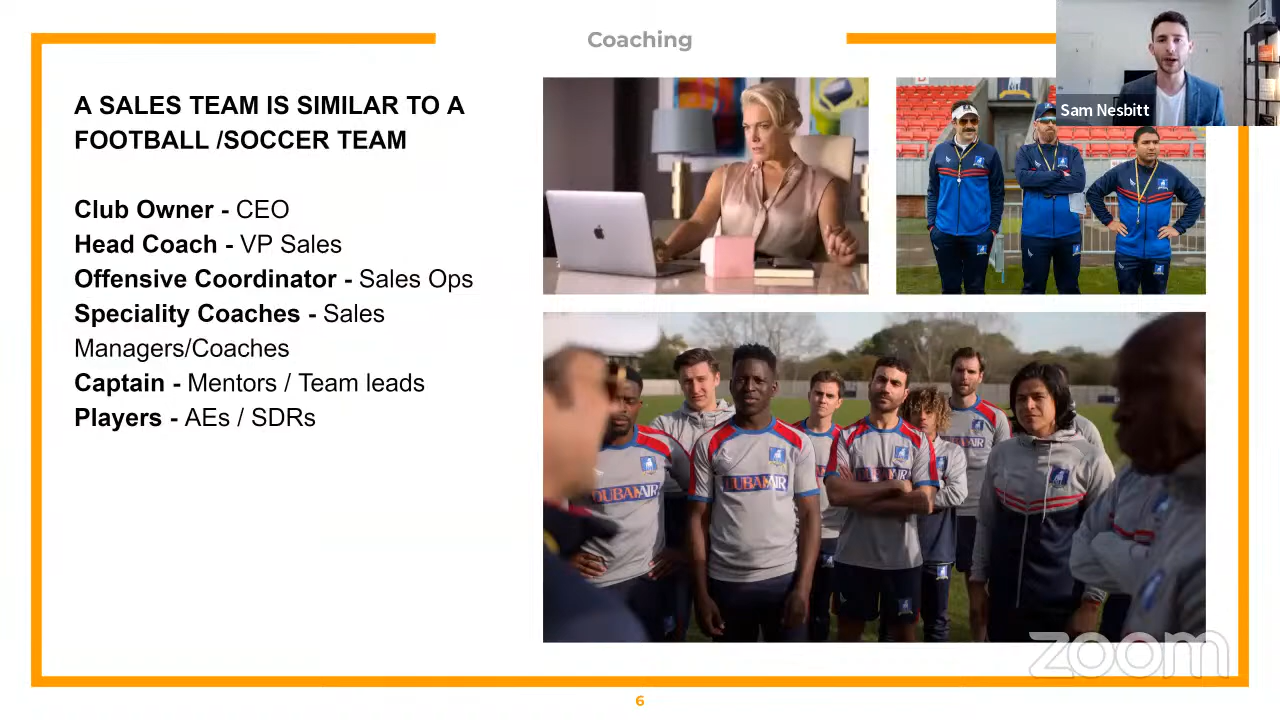 Coaching
Sam Nesbitt
A SALES TEAM IS SIMILAR TO A
FOOTBALL /SOCCER TEAM
Club Owner - CEO
Head Coach - VP Sales
Offensive Coordinator - Sales Ops
Speciality Coaches - Sales
Managers/Coaches
Captain - Mentors / Team leads
Players - AEs / SDRs
DUBAI AIR
DUBAI AIR
zoom
6